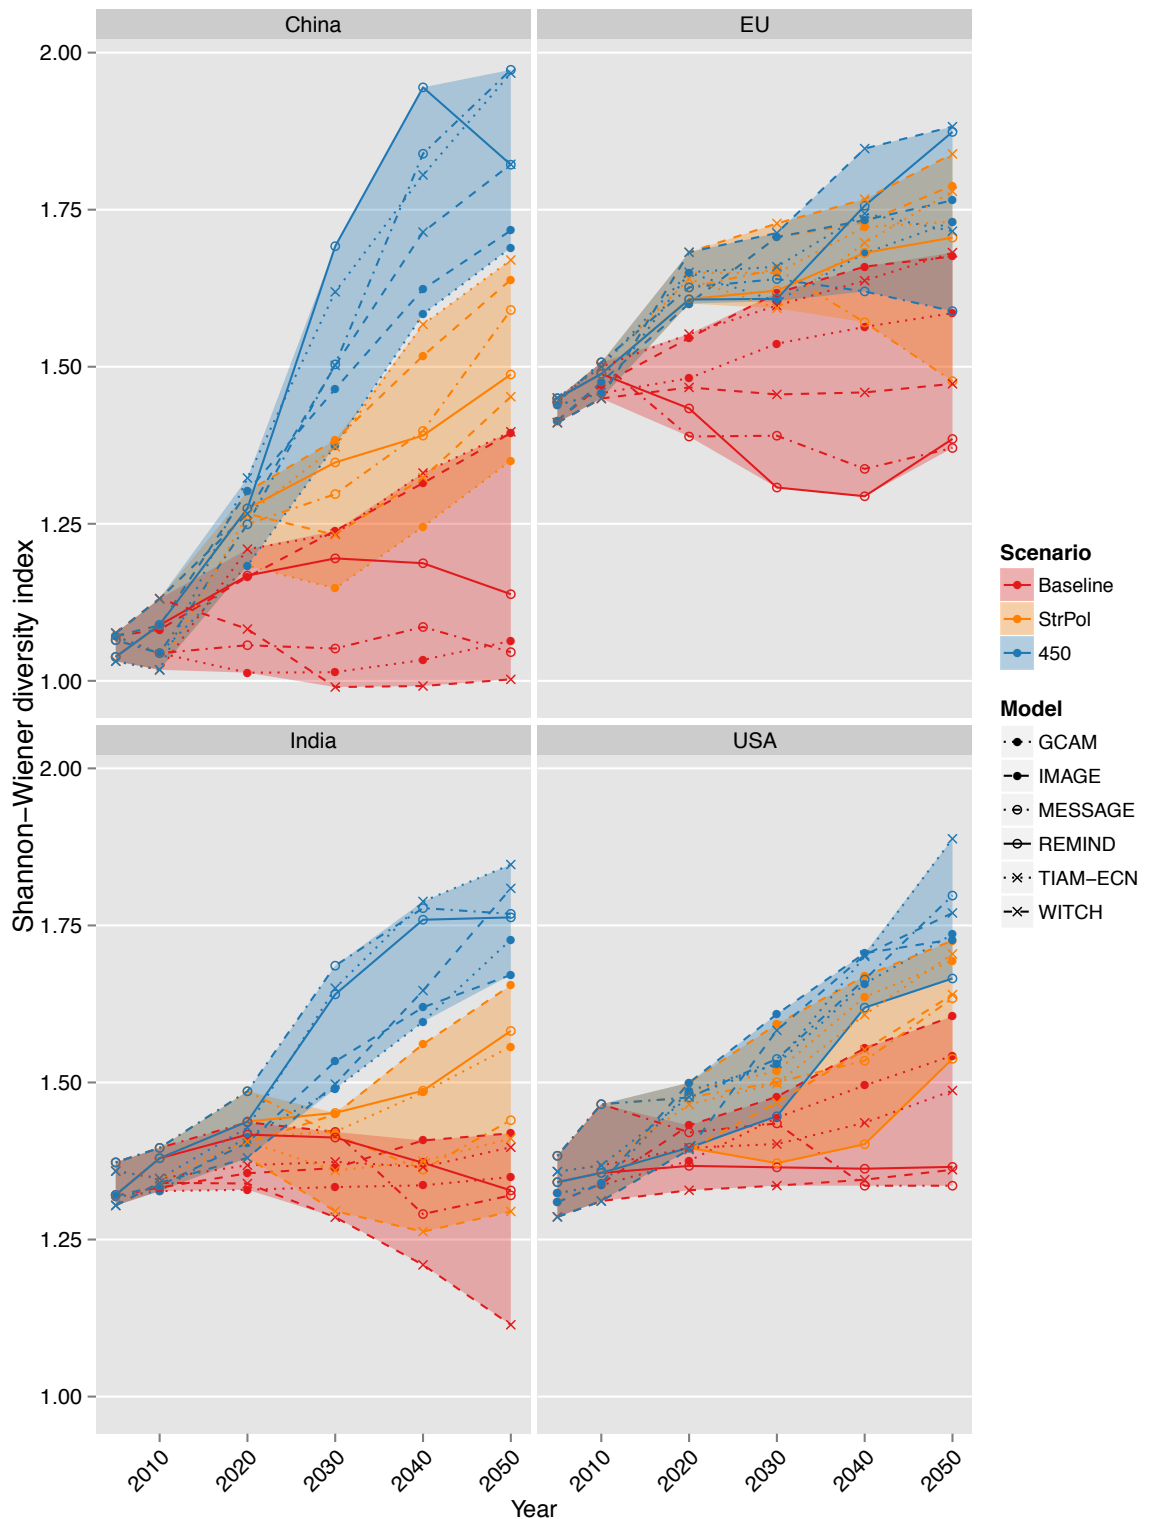 China
EU
2.00
1.75
1.50
1.25
1.00
India
USA
2.00
1.75
1.50
1.25
1.00
2010
2020
2030
2040
2050
2010
2020
2030
2040
2050
Year
Shannon−Wiener diversity index
Scenario
Baseline
StrPol
450
Model
GCAM
IMAGE
MESSAGE
REMIND
TIAM−ECN
WITCH